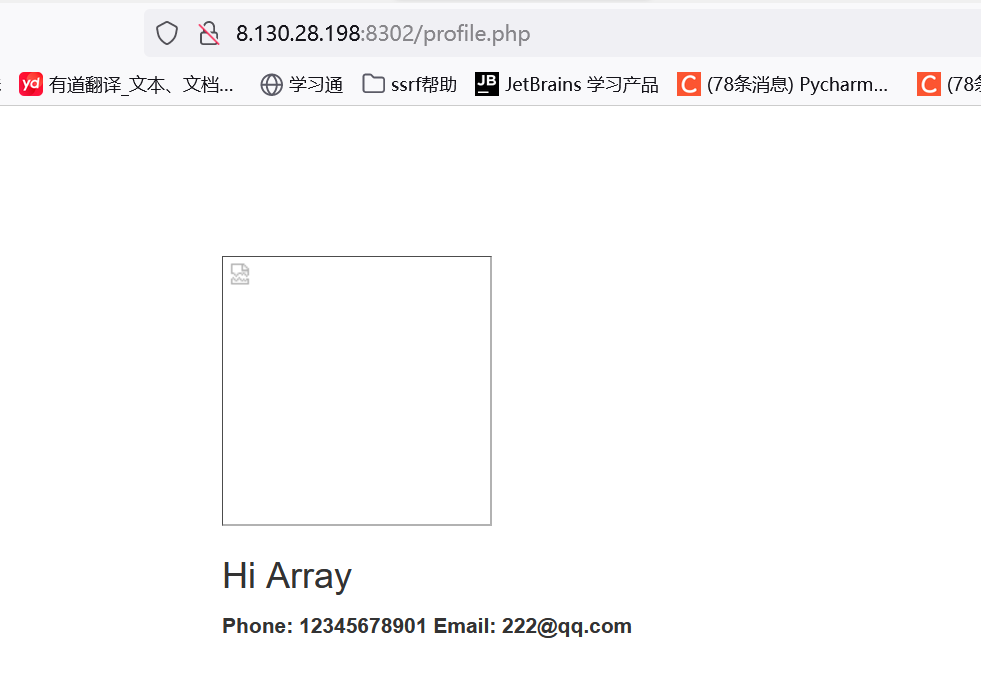 8.130.28.198:8302/profile.php
yd 有道翻译_文本、文档... 学习通 ssrf帮助 JB JetBrains 学习产品 C (78条消息) Pycharm... C (78
Hi Array
Phone: 12345678901 Email: 222@qq.com